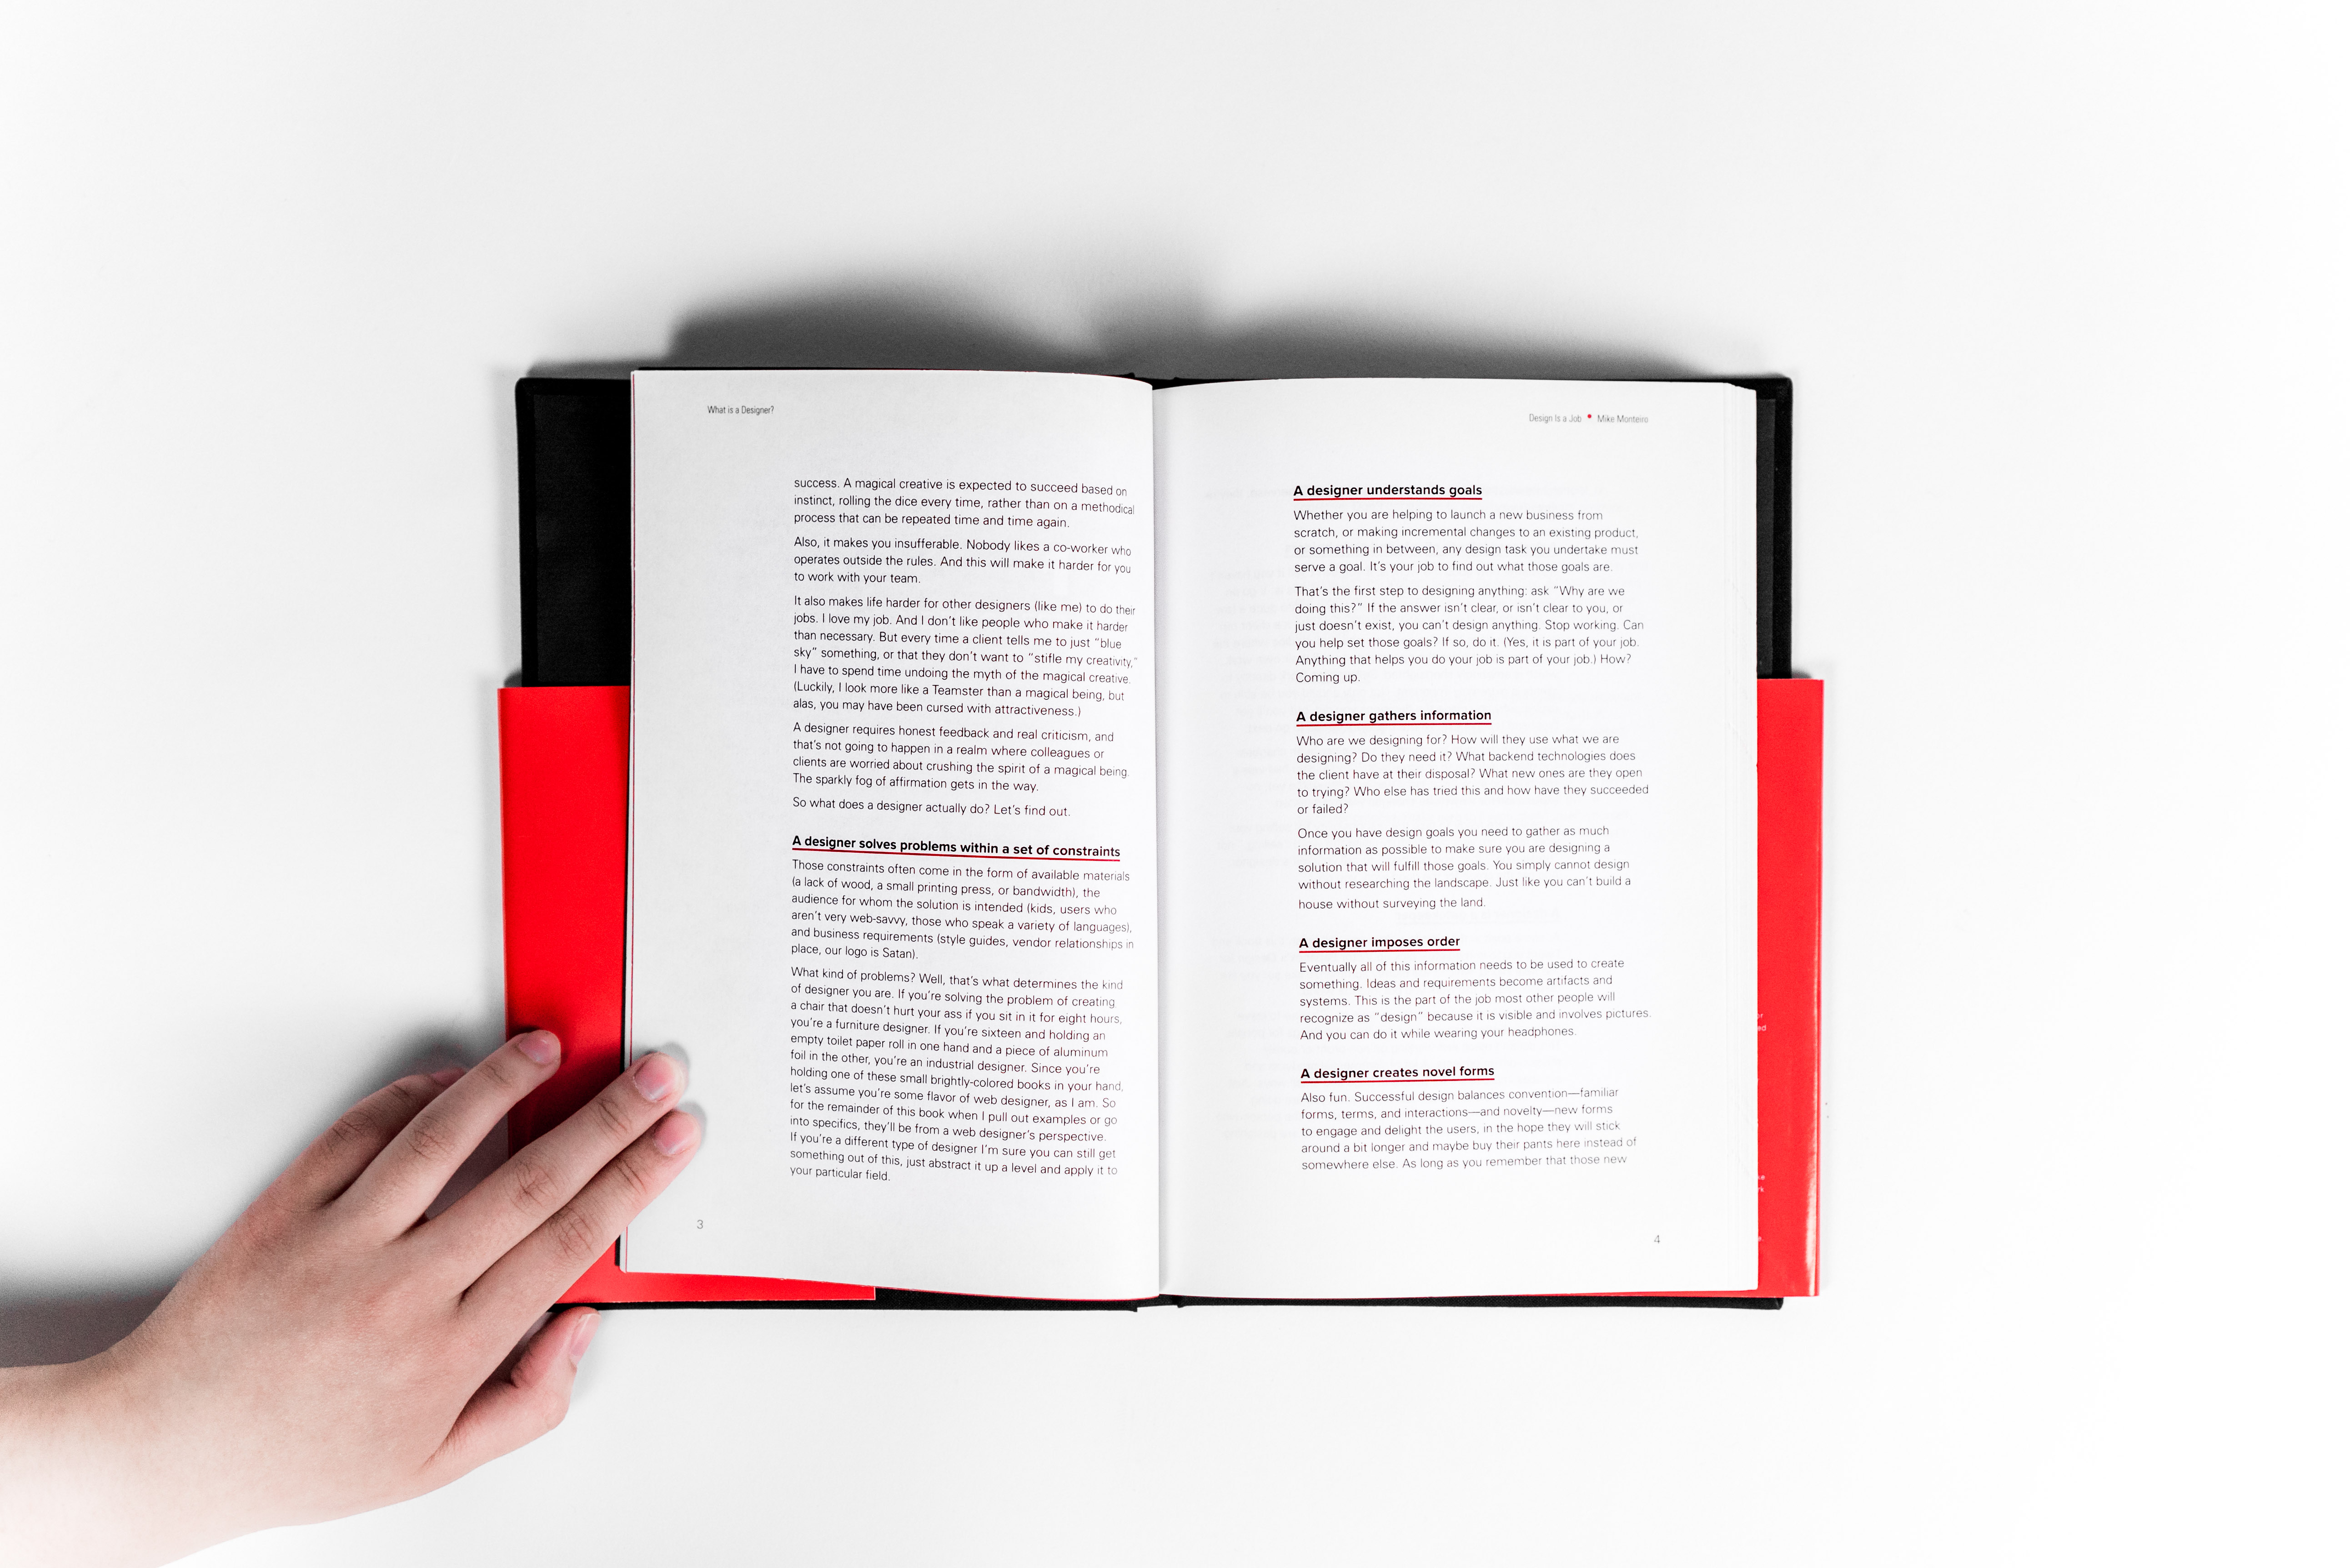 What is a Designer?
success. A magical creative is expected to succeed based on
instinct, rolling the dice every time, rather than on a methodical
process that can be repeated time and time again.
Also, it makes you insufferable. Nobody likes a co-worker who
operates outside the rules. And this will make it harder for you
to work with your team.
It also makes life harder for other designers (like me) to do their
jobs. I love my job. And I don’t like people who make it harder
than necessary. But every time a client tells me to just “blue
sky” something, or that they don’t want to “stifle my creativity,”
I have to spend time undoing the myth of the magical creative.
(Luckily, I look more like a Teamster than a magical being, but
alas, you may have been cursed with attractiveness.)
A designer requires honest feedback and real criticism, and
that’s not going to happen in a realm where colleagues or
clients are worried about crushing the spirit of a magical being.
The sparkly fog of affirmation gets in the way.
So what does a designer actually do? Let’s find out.
A designer solves problems within a set of constraints
Those constraints often come in the form of available materials
(a lack of wood, a small printing press, or bandwidth), the
audience for whom the solution is intended (kids, users who
aren’t very web-savvy, those who speak a variety of languages),
and business requirements (style guides, vendor relationships in
place, our logo is Satan).
What kind of problems? Well, that’s what determines the kind
of designer you are. If you’re solving the problem of creating
a chair that doesn’t hurt your ass if you sit in it for eight hours,
you’re a furniture designer. If you’re sixteen and holding an
empty toilet paper roll in one hand and a piece of aluminum
foil in the other, you’re an industrial designer. Since you’re
holding one of these small brightly-colored books in your hand,
let’s assume you’re some flavor of web designer, as I am. So
for the remainder of this book when I pull out examples or go
into specifics, they’ll be from a web designer’s perspective.
If you’re a different type of designer I’m sure you can still get
something out of this, just abstract it up a level and apply it to
your particular field.
3
Design Is a Job • Mike Monteiro
A designer understands goals
Whether you are helping to launch a new business from
scratch, or making incremental changes to an existing product,
or something in between, any design task you undertake must
serve a goal. It’s your job to find out what those goals are.
That’s the first step to designing anything: ask “Why are we
doing this?” If the answer isn’t clear, or isn’t clear to you, or
just doesn’t exist, you can’t design anything. Stop working. Can
you help set those goals? If so, do it. (Yes, it is part of your job.
Anything that helps you do your job is part of your job.) How?
Coming up.
A designer gathers information
Who are we designing for? How will they use what we are
designing? Do they need it? What backend technologies does
the client have at their disposal? What new ones are they open
to trying? Who else has tried this and how have they succeeded
or failed?
Once you have design goals you need to gather as much
information as possible to make sure you are designing a
solution that will fulfill those goals. You simply cannot design
without researching the landscape. Just like you can’t build a
house without surveying the land.
A designer imposes order
Eventually all of this information needs to be used to create
something. Ideas and requirements become artifacts and
systems. This is the part of the job most other people will
recognize as “design” because it is visible and involves pictures.
And you can do it while wearing your headphones.
A designer creates novel forms
Also fun. Successful design balances convention—familiar
forms, terms, and interactions—and novelty—new forms
to engage and delight the users, in the hope they will stick
around a bit longer and maybe buy their pants here instead of
somewhere else. As long as you remember that those new
4